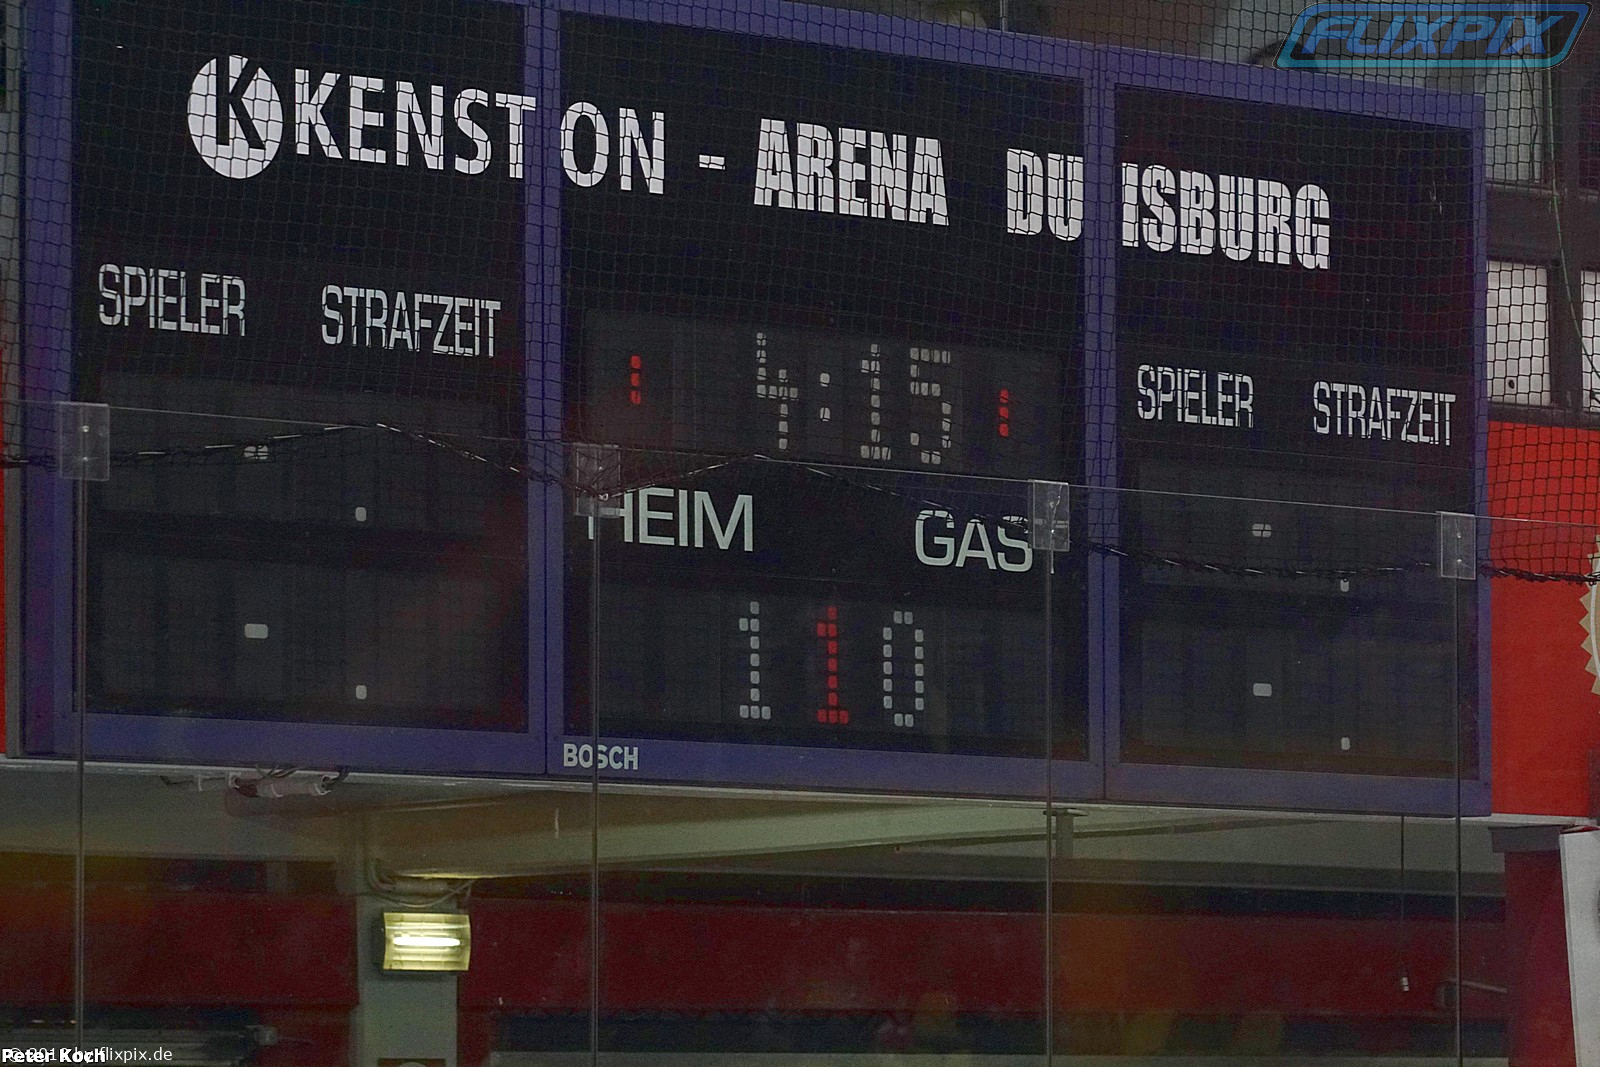 FLIXPIX
K KENSTON - ARENA DUISBURG
SPIELER STRAFZEIT
4:15
SPIELER STRAFZEIT
HEIM GAST
1 1 0
BOSCH
Peter Koch
by flixpix.de